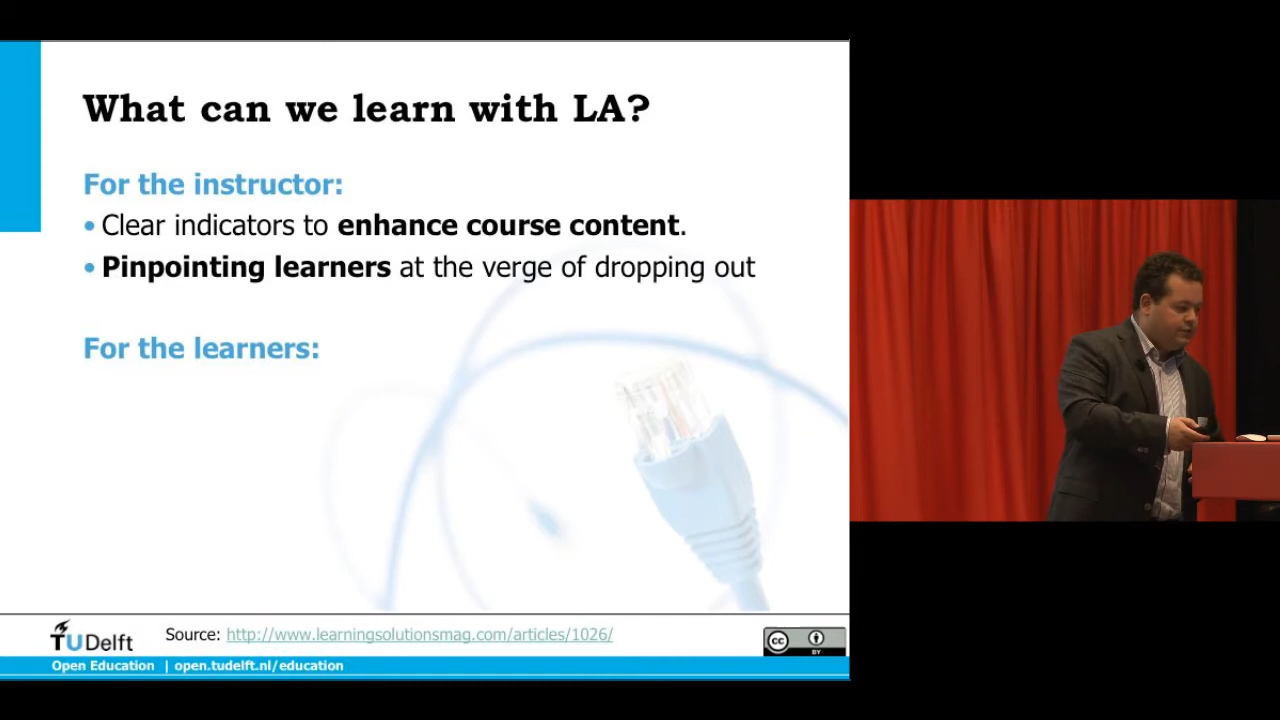 What can we learn with LA?
For the instructor:
• Clear indicators to enhance course content.
• Pinpointing learners at the verge of dropping out
For the learners:
TU Delft
Source: http://www.learningsolutionsmag.com/articles/1026/
cc
BY
Open Education | open.tudelft.nl/education